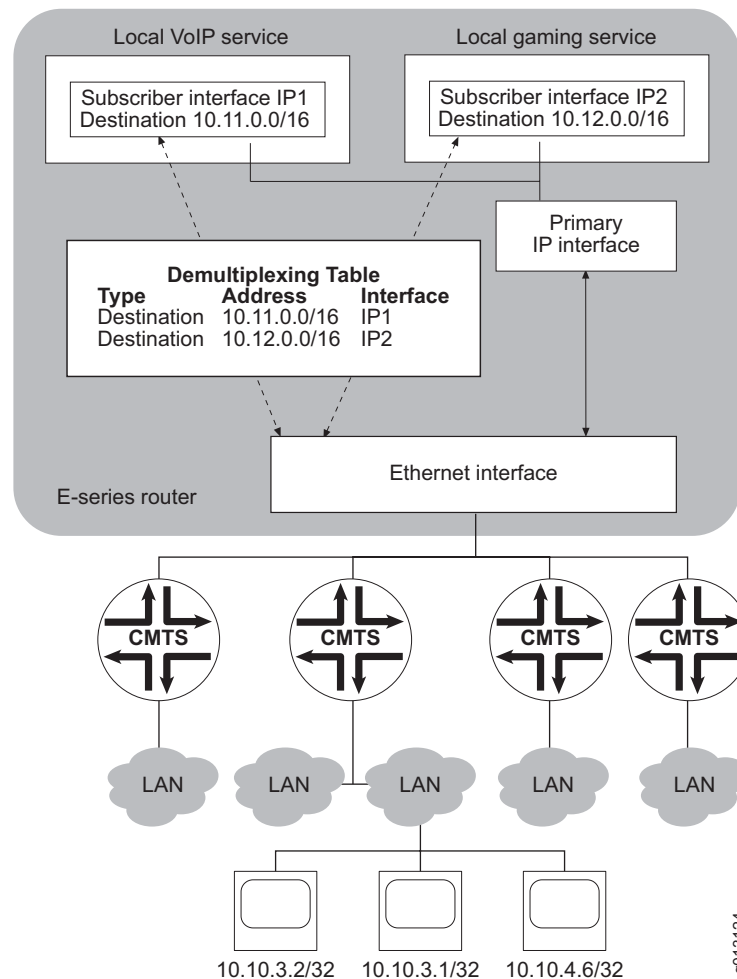 Local VoIP service
Local gaming service
Subscriber interface IP1
Destination 10.11.0.0/16
Subscriber interface IP2
Destination 10.12.0.0/16
Primary
IP interface
Demultiplexing Table
Type Address Interface
Destination 10.11.0.0/16 IP1
Destination 10.12.0.0/16 IP2
Ethernet interface
E-series router
CMTS CMTS CMTS CMTS
LAN LAN LAN LAN LAN
10.10.3.2/32 10.10.3.1/32 10.10.4.6/32